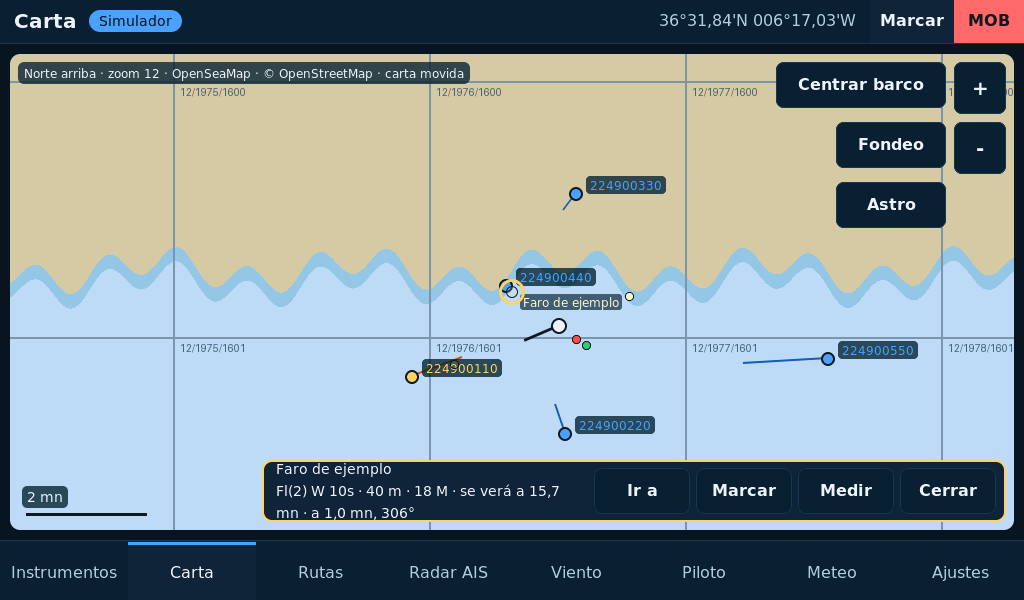 Carta Simulador 36°31,84'N 006°17,03'W Marcar MOB
Norte arriba · zoom 12 · OpenSeaMap · © OpenStreetMap · carta movida
Centrar barco +
12/1975/1600 12/1976/1600 12/1977/1600
Fondeo -
Astro
224900330
224900440
Faro de ejemplo
12/1975/1601 12/1976/1601 12/1977/1601 12/1978/1601
224900550
224900110
224900220
2 mn
Faro de ejemplo
Fl(2) W 10s · 40 m · 18 M · se verá a 15,7
mn · a 1,0 mn, 306°
Ir a Marcar Medir Cerrar
Instrumentos Carta Rutas Radar AIS Viento Piloto Meteo Ajustes